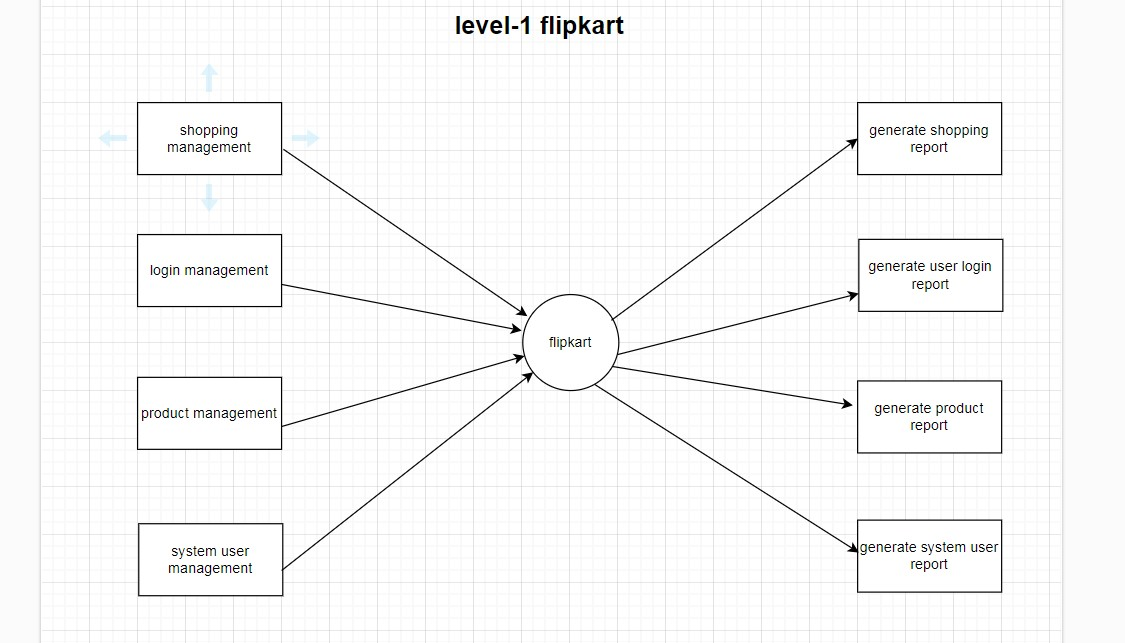 level-1 flipkart
shopping
management
generate shopping
report
login management
generate user login
report
flipkart
product management
generate product
report
system user
management
generate system user
report